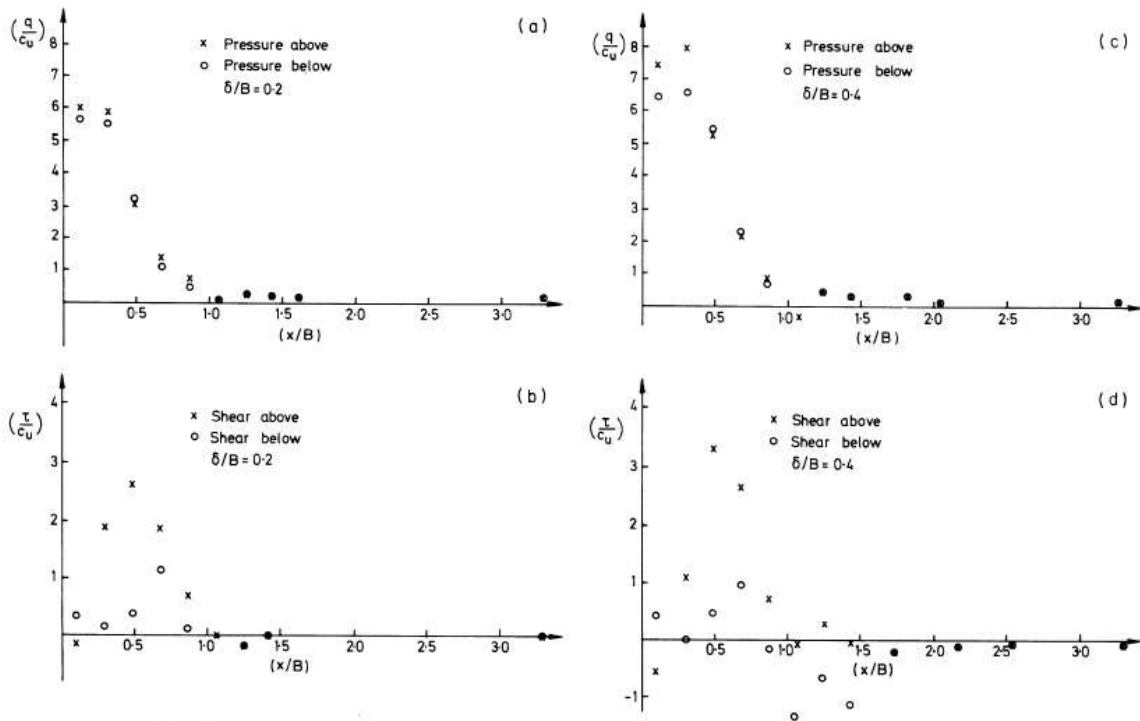 (a)
(q/cu)
x Pressure above
o Pressure below
δ/B = 0·2
8
7
6
5
4
3
2
1
0·5 1·0 1·5 2·0 2·5 3·0
(x/B)
(c)
(q/cu)
x Pressure above
o Pressure below
δ/B = 0·4
8
7
6
5
4
3
2
1
0·5 1·0 1·5 2·0 2·5 3·0
(x/B)
(b)
(τ/cu)
x Shear above
o Shear below
δ/B = 0·2
4
3
2
1
0·5 1·0 1·5 2·0 2·5 3·0
(x/B)
(d)
(τ/cu)
x Shear above
o Shear below
δ/B = 0·4
4
3
2
1
-1
0·5 1·0 1·5 2·0 2·5 3·0
(x/B)